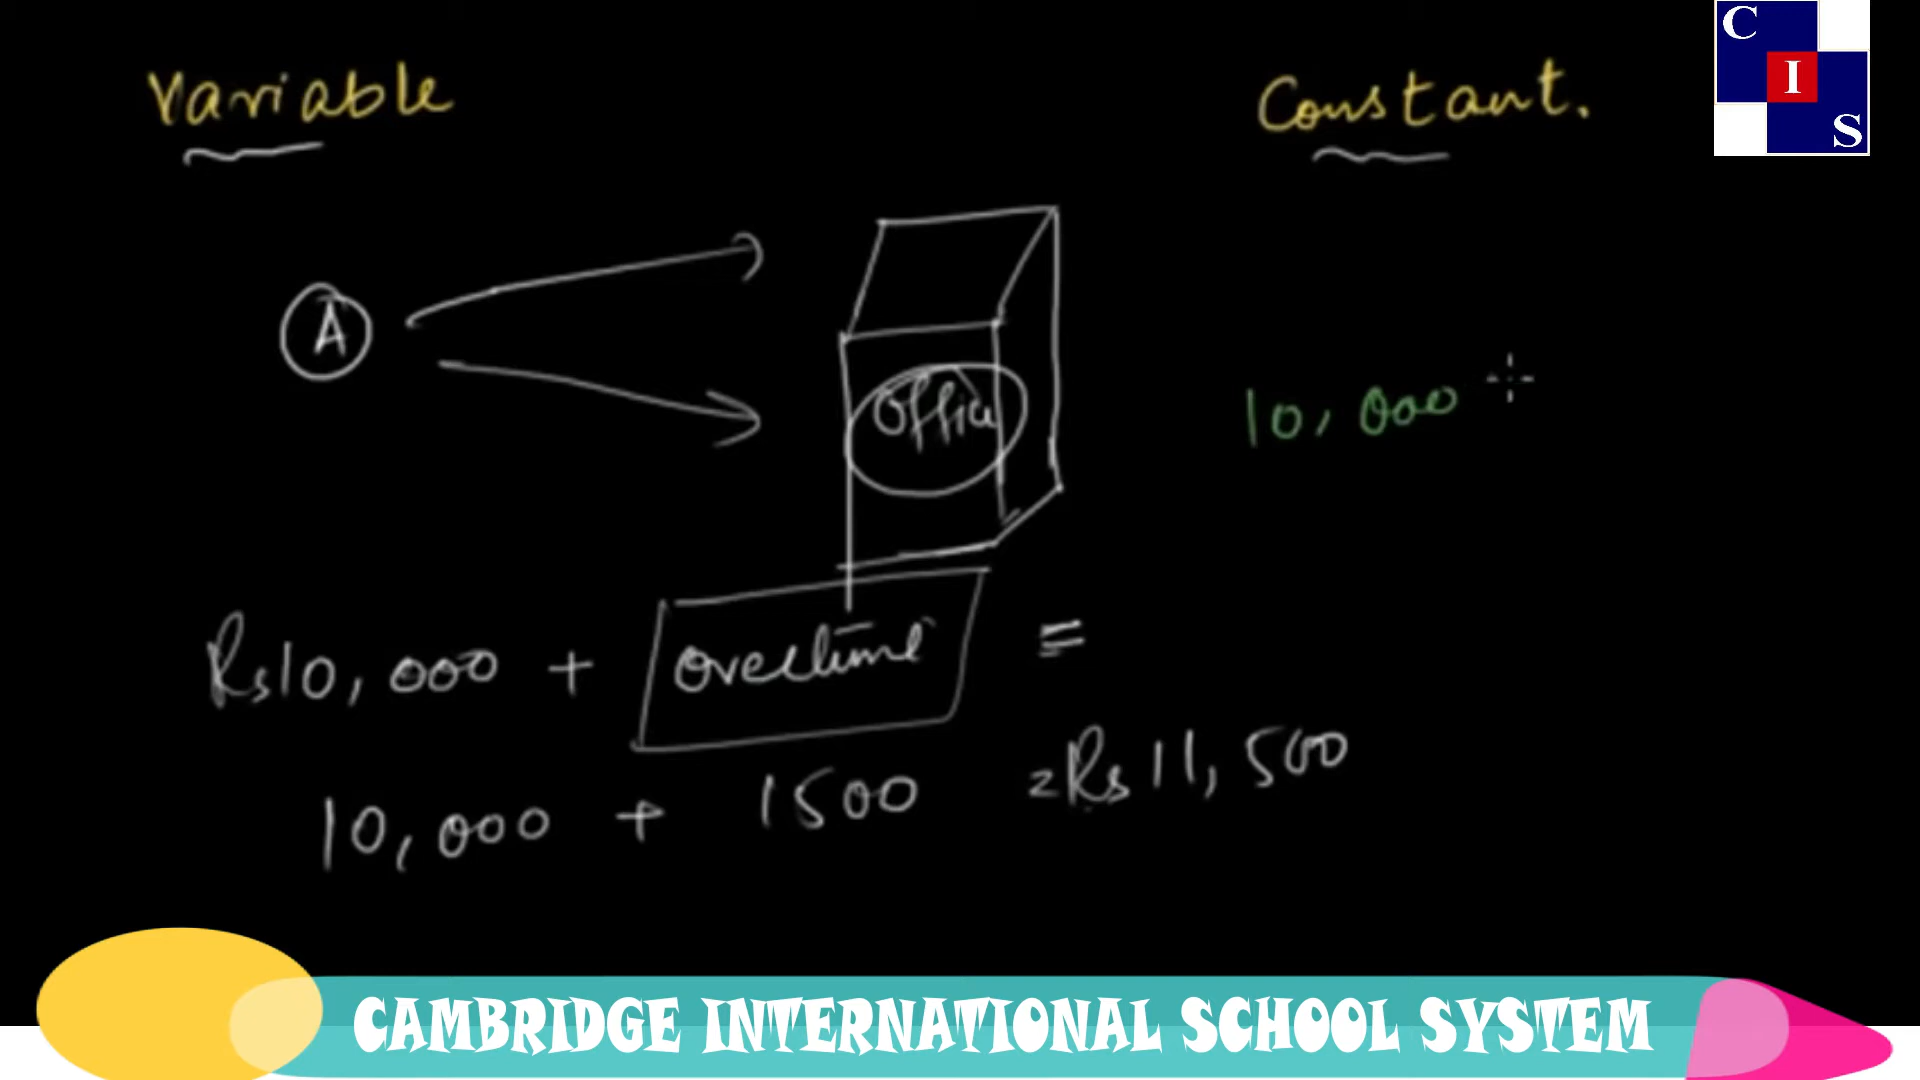 Variable
Constant.
C
I
S
A
Office
10,000
Rs10,000 + Overtime =
10,000 + 1500 =Rs 11,500
CAMBRIDGE INTERNATIONAL SCHOOL SYSTEM